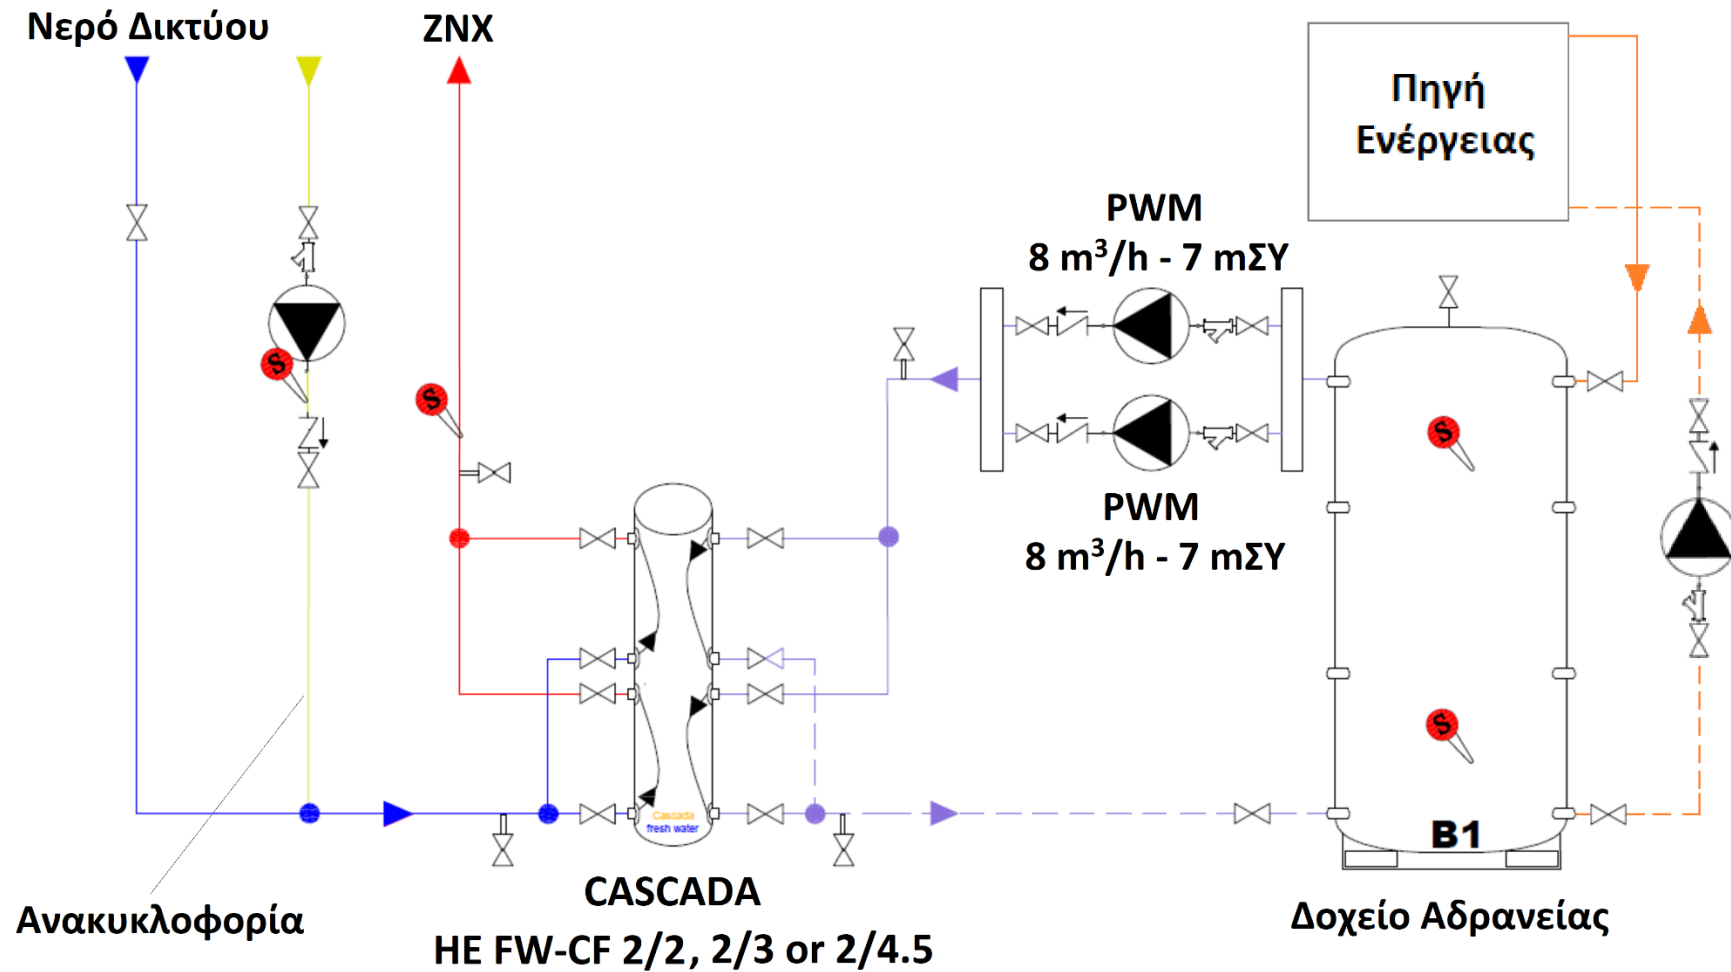 Νερό Δικτύου
ΖΝΧ
Πηγή
Ενέργειας
PWM
8 m³/h - 7 mΣΥ
S
S
S
PWM
8 m³/h - 7 mΣΥ
S
Cascada
fresh water
B1
CASCADA
HE FW-CF 2/2, 2/3 or 2/4.5
Ανακυκλοφορία
Δοχείο Αδρανείας